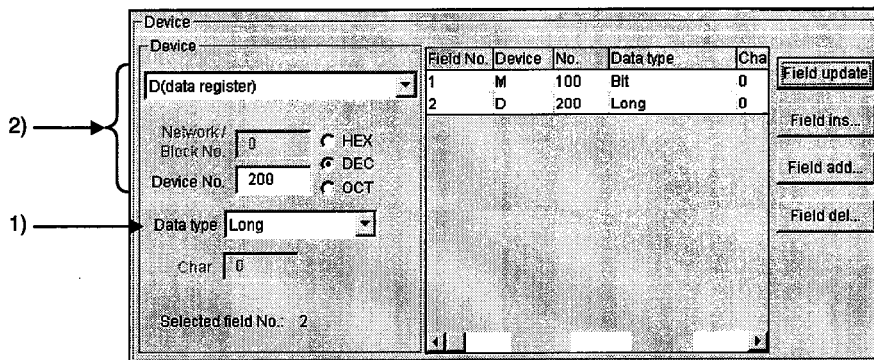 Device
Device
D(data register)
2)
Network /
Block No. 0
HEX
DEC
OCT
Device No. 200
1)
Data type Long
Char 0
Selected field No.: 2
Field No. Device No. Data type Cha
1 M 100 Bit 0
2 D 200 Long 0
Field update
Field ins...
Field add...
Field del...